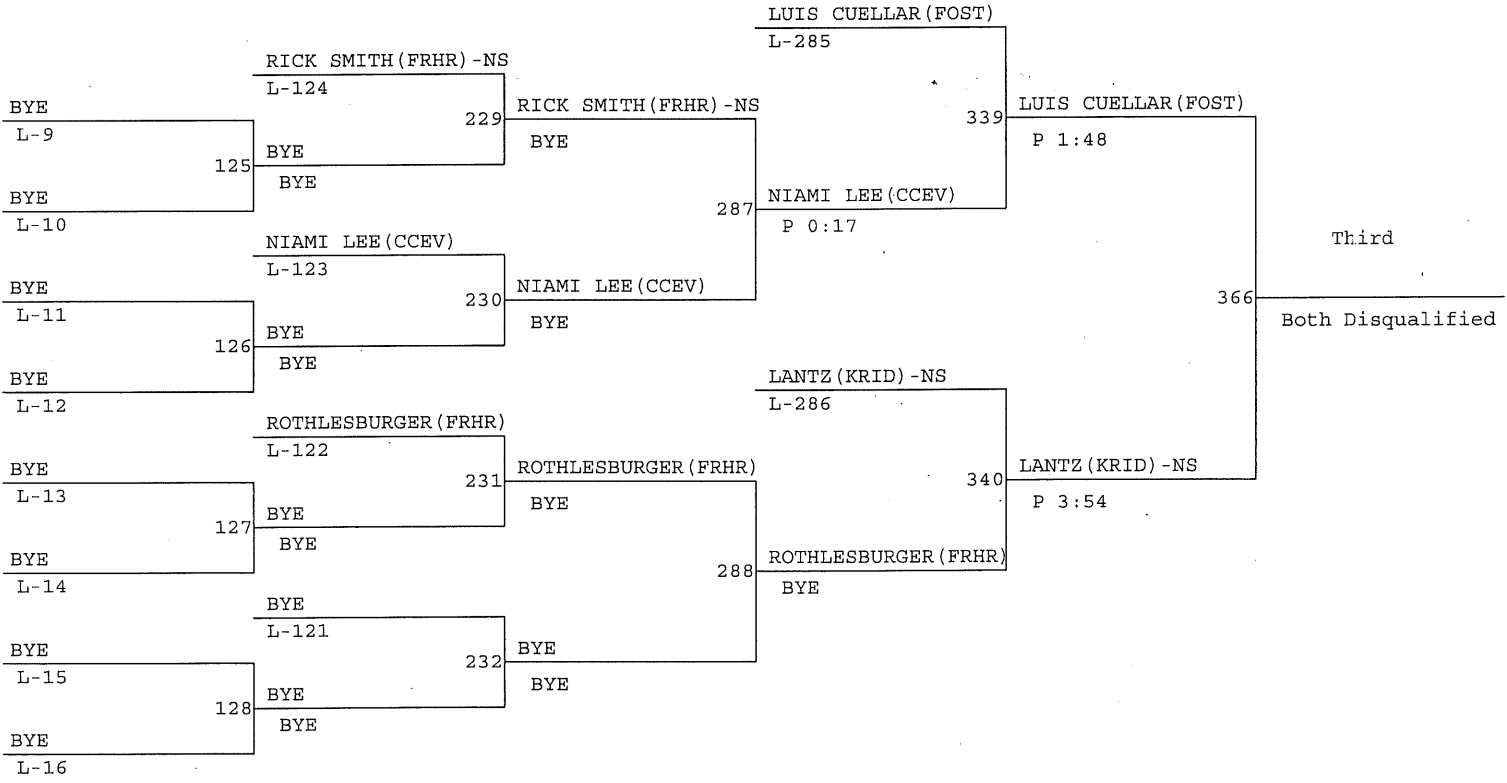 LUIS CUELLAR(FOST)
L-285
RICK SMITH(FRHR)-NS
L-124
BYE
L-9
229
RICK SMITH(FRHR)-NS
BYE
339
LUIS CUELLAR(FOST)
P 1:48
125
BYE
BYE
BYE
L-10
287
NIAMI LEE(CCEV)
P 0:17
NIAMI LEE(CCEV)
L-123
Third
BYE
L-11
230
NIAMI LEE(CCEV)
BYE
366
Both Disqualified
126
BYE
BYE
BYE
L-12
LANTZ(KRID)-NS
L-286
ROTHLESBURGER(FRHR)
L-122
BYE
L-13
231
ROTHLESBURGER(FRHR)
BYE
340
LANTZ(KRID)-NS
P 3:54
127
BYE
BYE
BYE
L-14
288
ROTHLESBURGER(FRHR)
BYE
BYE
L-121
BYE
L-15
232
BYE
BYE
128
BYE
BYE
BYE
L-16